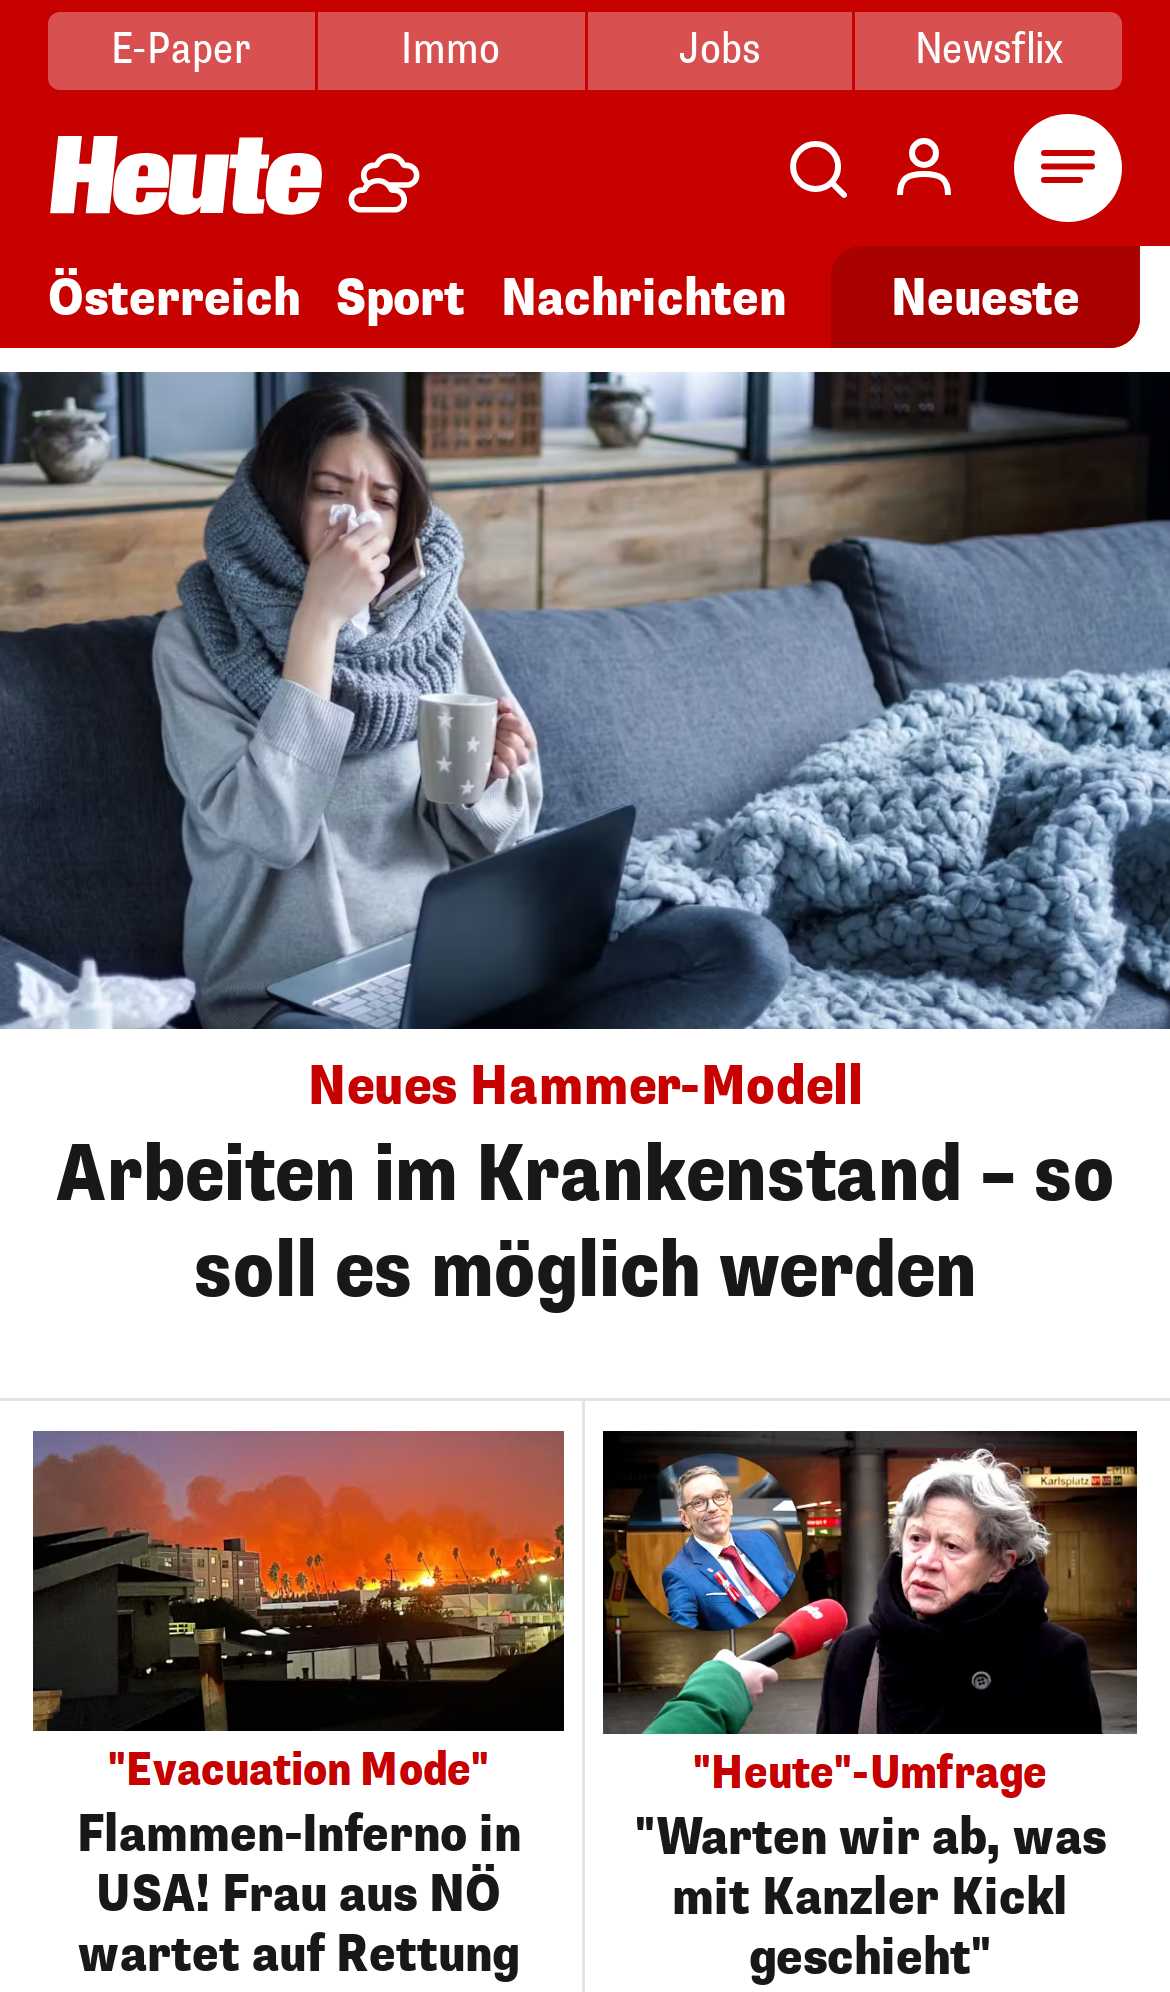 E-Paper
Immo
Jobs
Newsflix
Heute
Österreich
Sport
Nachrichten
Neueste
Neues Hammer-Modell
Arbeiten im Krankenstand – so
soll es möglich werden
Karlsplatz
"Evacuation Mode"
Flammen-Inferno in
USA! Frau aus NÖ
wartet auf Rettung
"Heute"-Umfrage
"Warten wir ab, was
mit Kanzler Kickl
geschieht"